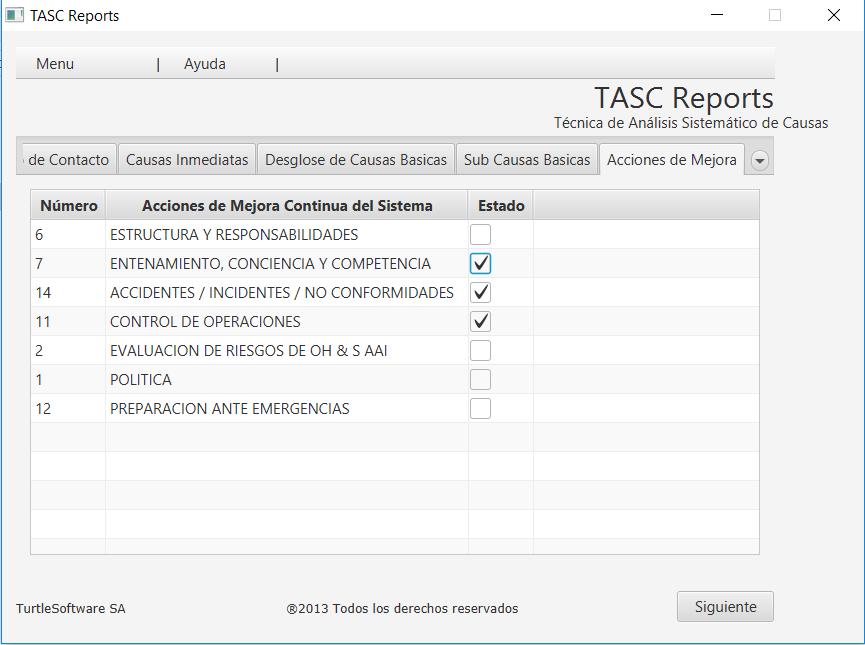 TASC Reports
Menu | Ayuda |
TASC Reports
Técnica de Análisis Sistemático de Causas
de Contacto Causas Inmediatas Desglose de Causas Basicas Sub Causas Basicas Acciones de Mejora
Número Acciones de Mejora Continua del Sistema Estado
6 ESTRUCTURA Y RESPONSABILIDADES
7 ENTENAMIENTO, CONCIENCIA Y COMPETENCIA
14 ACCIDENTES / INCIDENTES / NO CONFORMIDADES
11 CONTROL DE OPERACIONES
2 EVALUACION DE RIESGOS DE OH & S AAI
1 POLITICA
12 PREPARACION ANTE EMERGENCIAS
TurtleSoftware SA ®2013 Todos los derechos reservados Siguiente